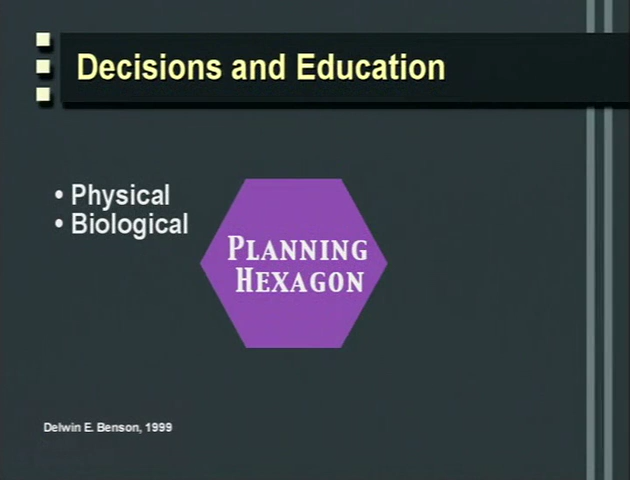 Decisions and Education
• Physical
• Biological
PLANNING
HEXAGON
Delwin E. Benson, 1999